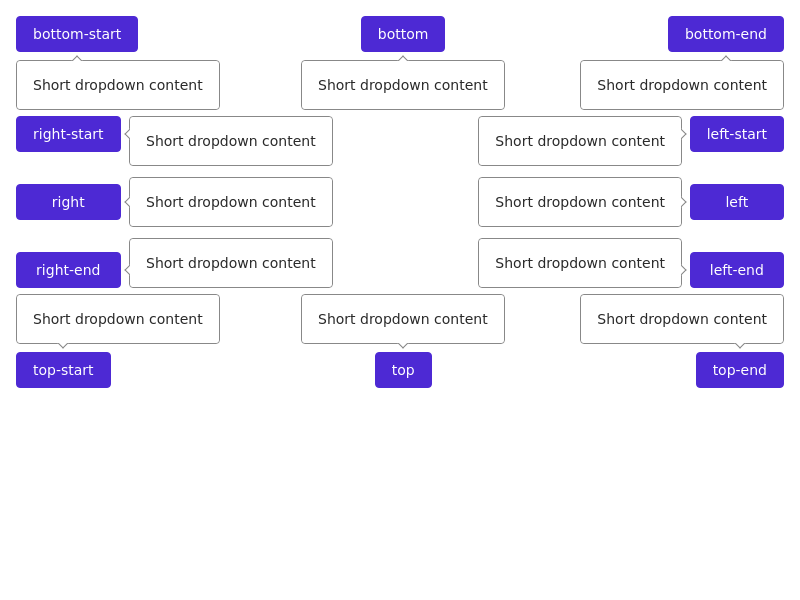 bottom-start
bottom
bottom-end
Short dropdown content
Short dropdown content
Short dropdown content
right-start
Short dropdown content
Short dropdown content
left-start
right
Short dropdown content
Short dropdown content
left
right-end
Short dropdown content
Short dropdown content
left-end
Short dropdown content
Short dropdown content
Short dropdown content
top-start
top
top-end